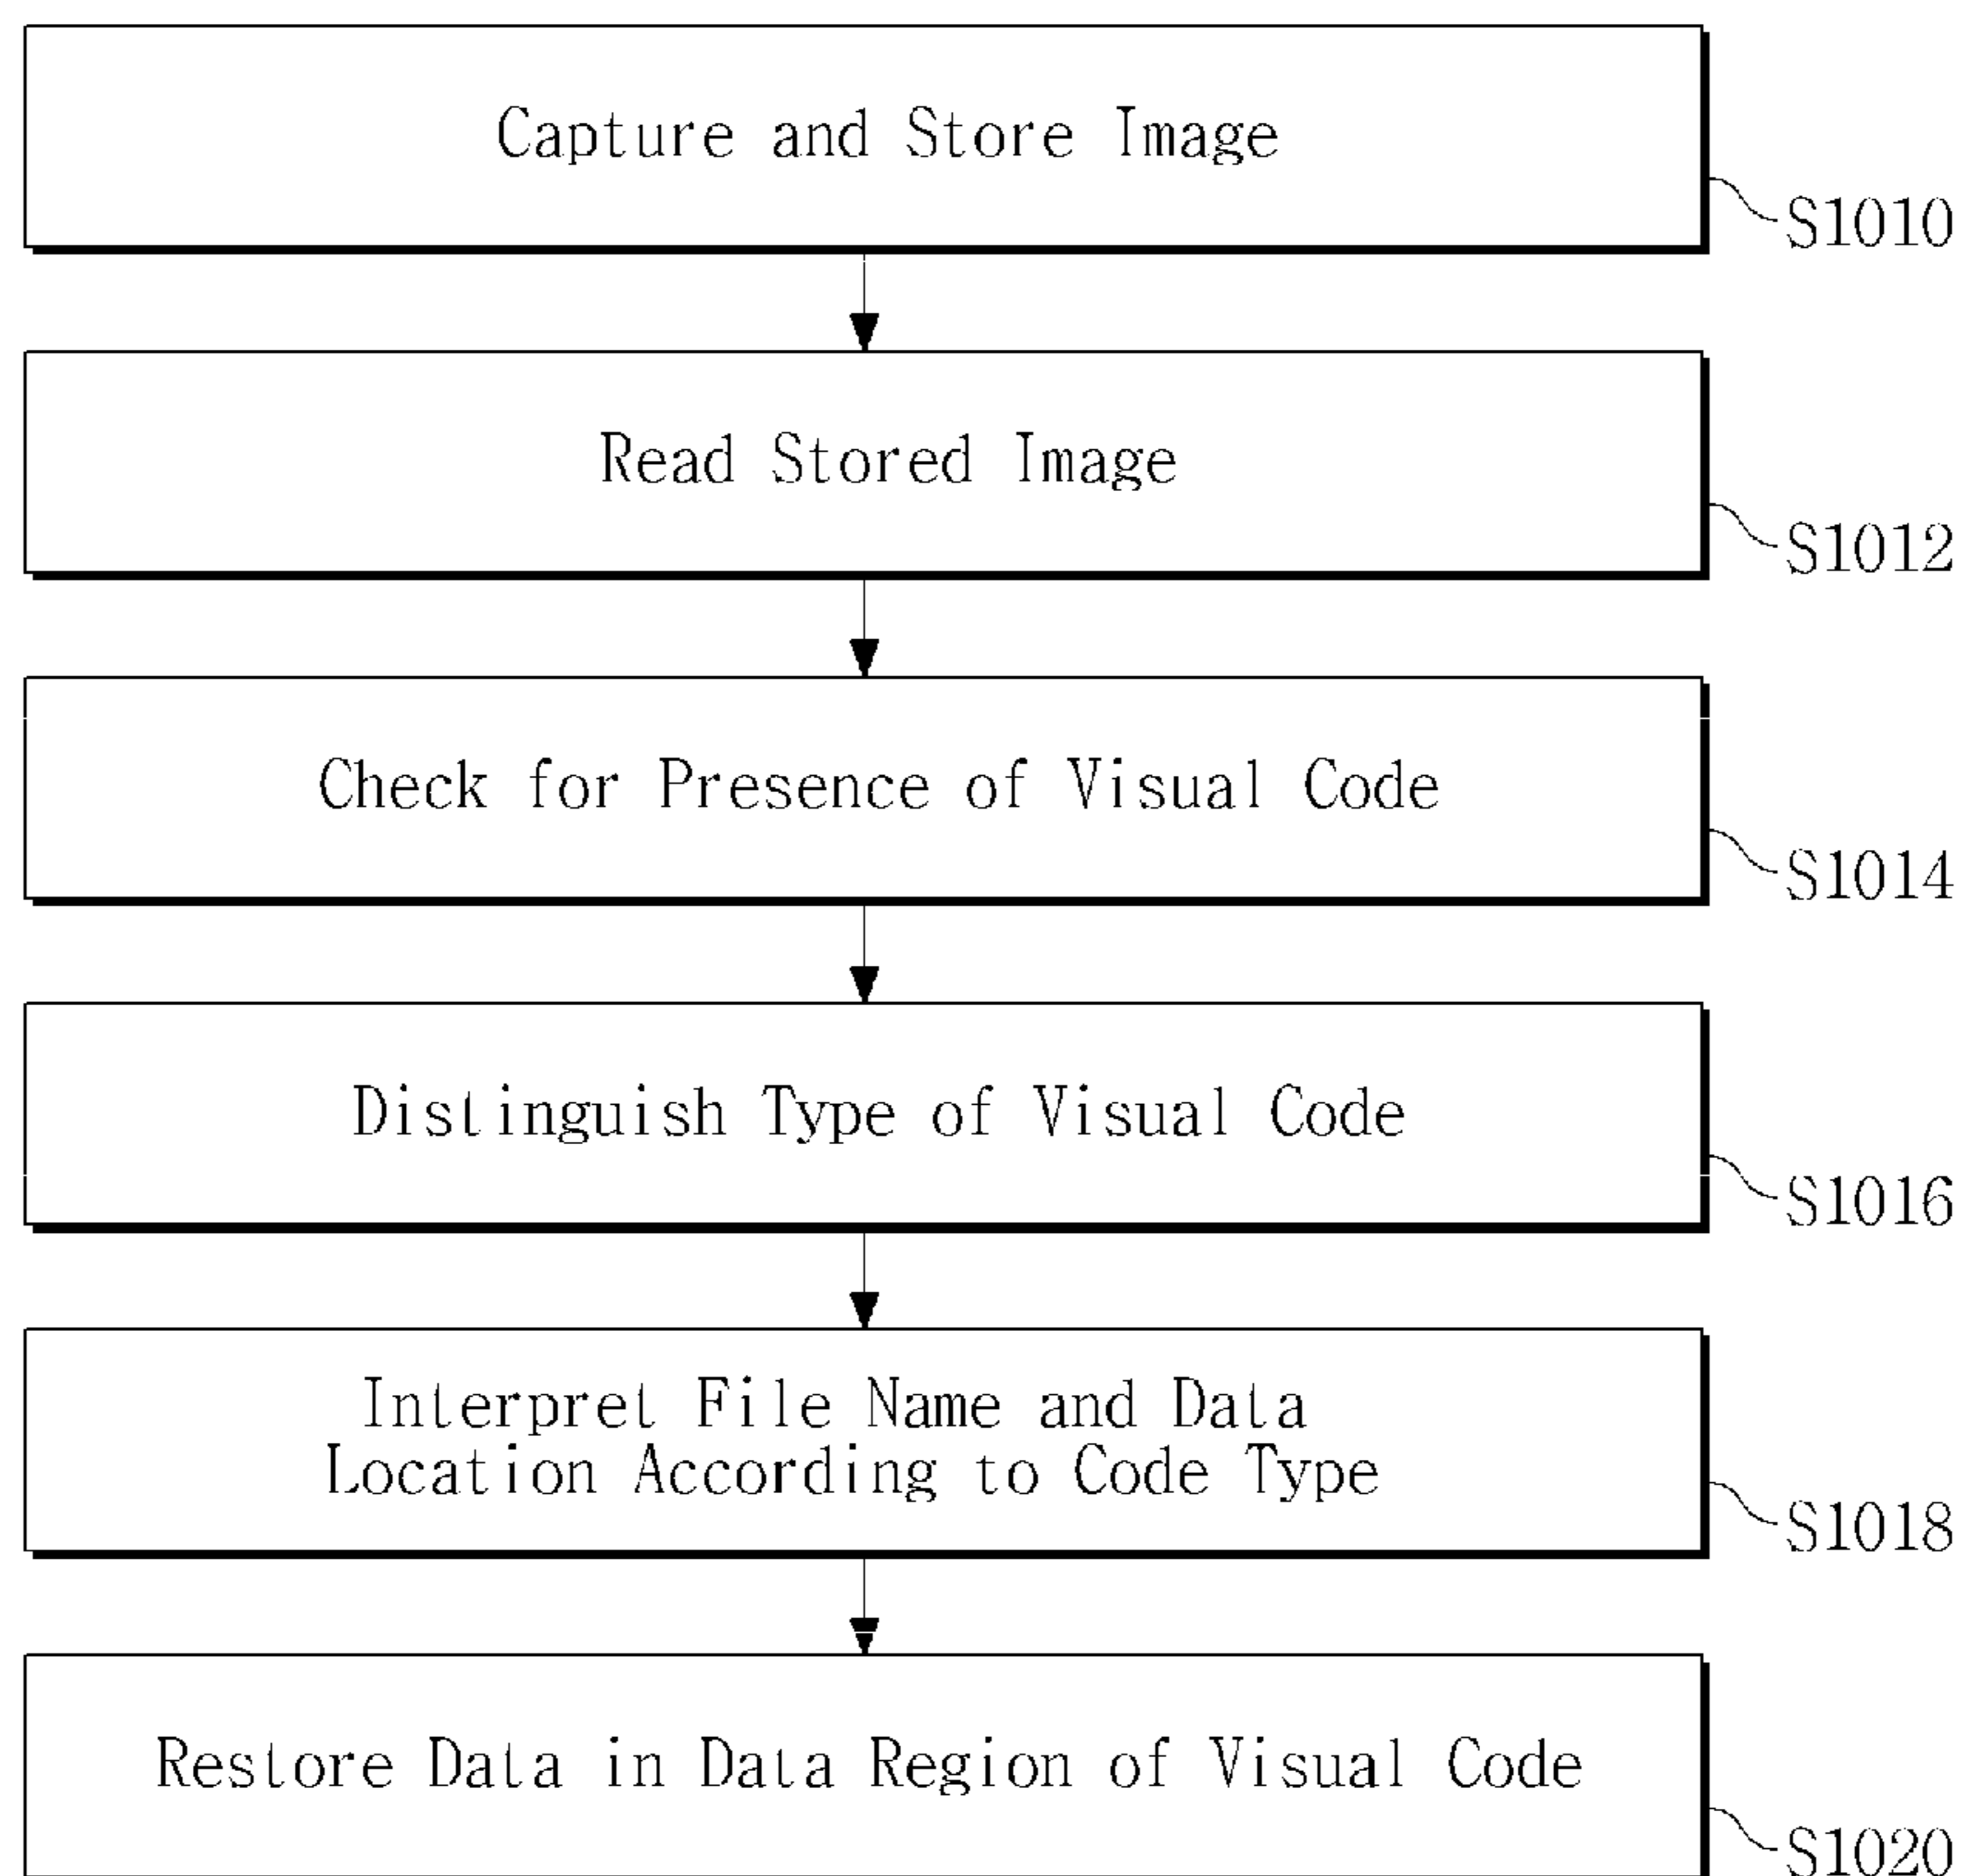 Capture and Store Image
S1010
Read Stored Image
S1012
Check for Presence of Visual Code
S1014
Distinguish Type of Visual Code
S1016
Interpret File Name and Data
Location According to Code Type
S1018
Restore Data in Data Region of Visual Code
S1020